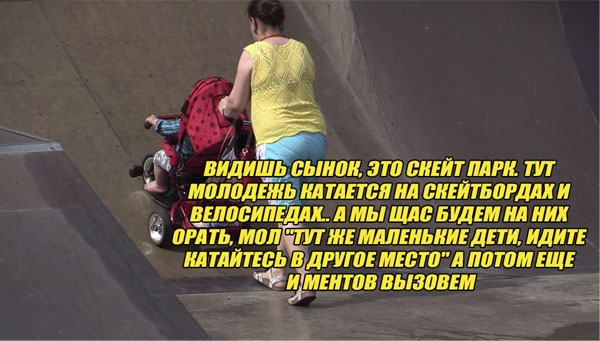 ВИДИШЬ СЫНОК, ЭТО СКЕЙТ ПАРК. ТУТ
МОЛОДЕЖЬ КАТАЕТСЯ НА СКЕЙТБОРДАХ И
ВЕЛОСИПЕДАХ.. А МЫ ЩАС БУДЕМ НА НИХ
ОРАТЬ, МОЛ "ТУТ ЖЕ МАЛЕНЬКИЕ ДЕТИ, ИДИТЕ
КАТАЙТЕСЬ В ДРУГОЕ МЕСТО" А ПОТОМ ЕЩЕ
И МЕНТОВ ВЫЗОВЕМ